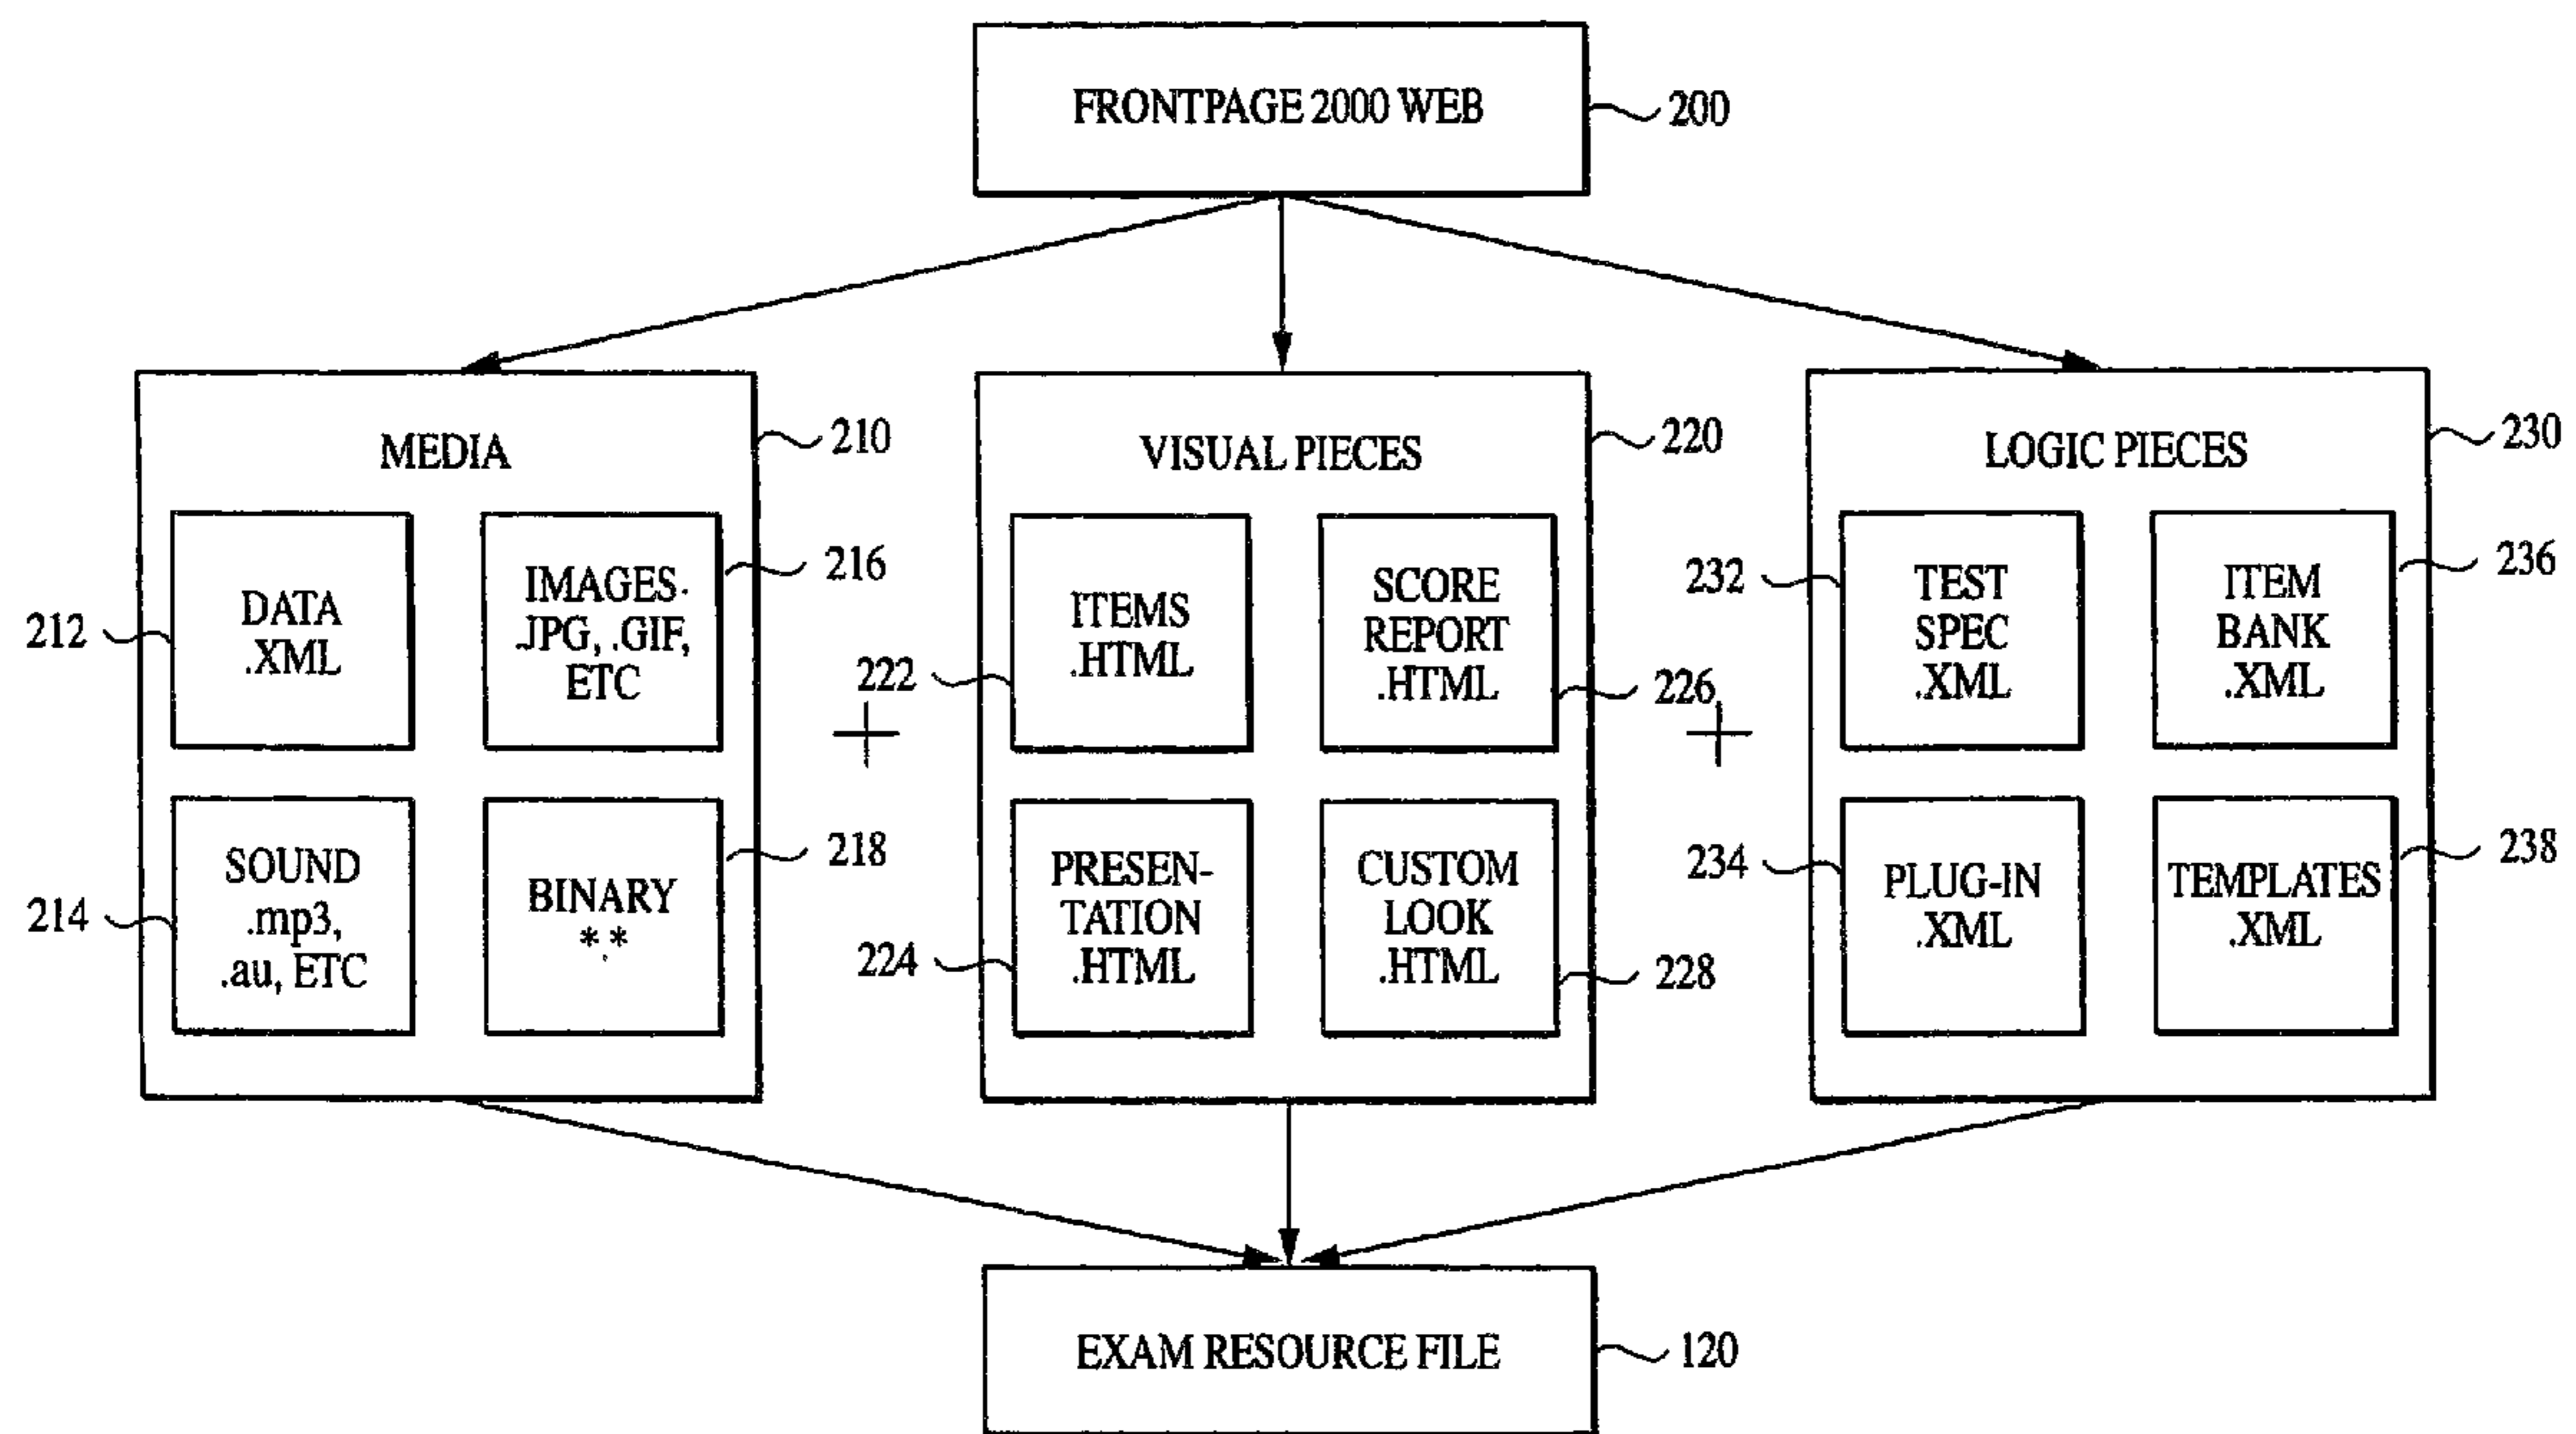 FRONTPAGE 2000 WEB
200
MEDIA
210
DATA
.XML
212
IMAGES-
.JPG, .GIF,
ETC
216
SOUND
.mp3,
.au, ETC
214
BINARY
*.*
218
VISUAL PIECES
220
ITEMS
.HTML
222
SCORE
REPORT
.HTML
226
PRESEN-
TATION
.HTML
224
CUSTOM
LOOK
.HTML
228
LOGIC PIECES
230
TEST
SPEC
.XML
232
ITEM
BANK
.XML
236
PLUG-IN
.XML
234
TEMPLATES
.XML
238
+
+
EXAM RESOURCE FILE
120